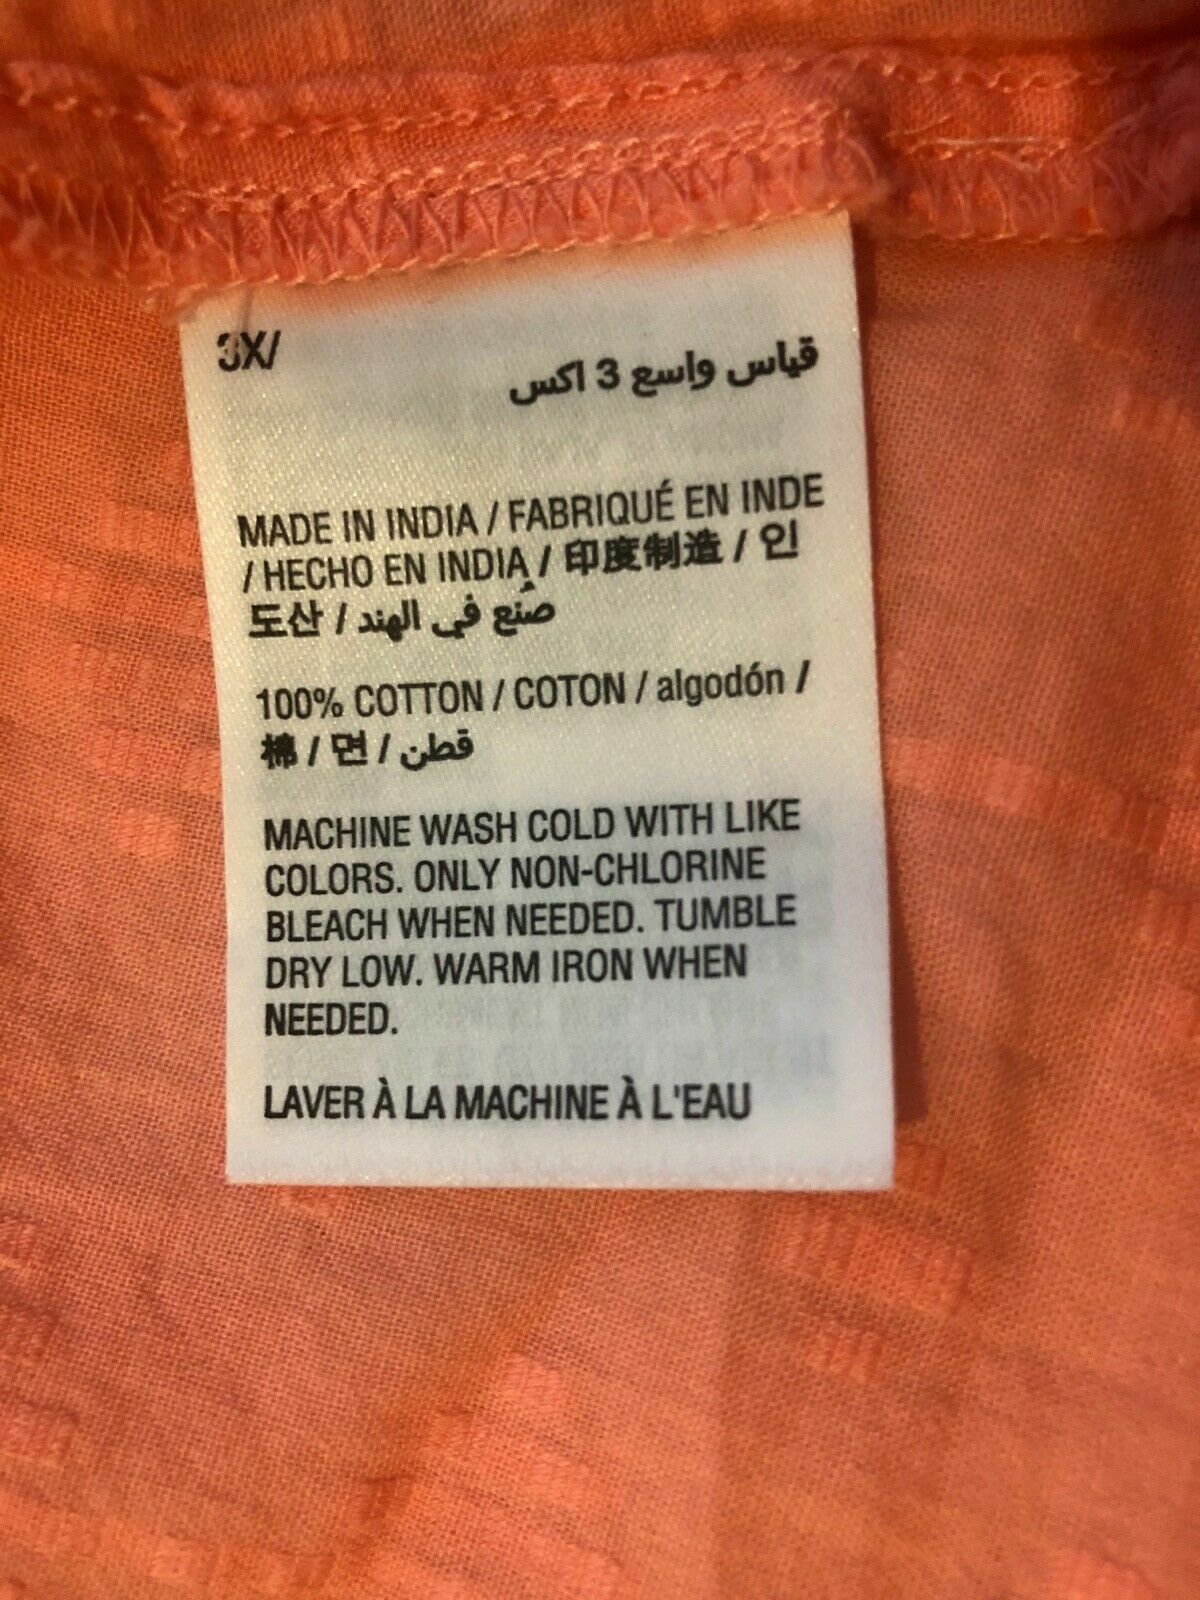 3X/
قياس واسع 3 اكس
MADE IN INDIA / FABRIQUÉ EN INDE
/ HECHO EN INDIA / 印度制造 / 인
도산 / صُنع في الهند
100% COTTON / COTON / algodón /
棉 / 면 / قطن
MACHINE WASH COLD WITH LIKE
COLORS. ONLY NON-CHLORINE
BLEACH WHEN NEEDED. TUMBLE
DRY LOW. WARM IRON WHEN
NEEDED.
LAVER À LA MACHINE À L'EAU